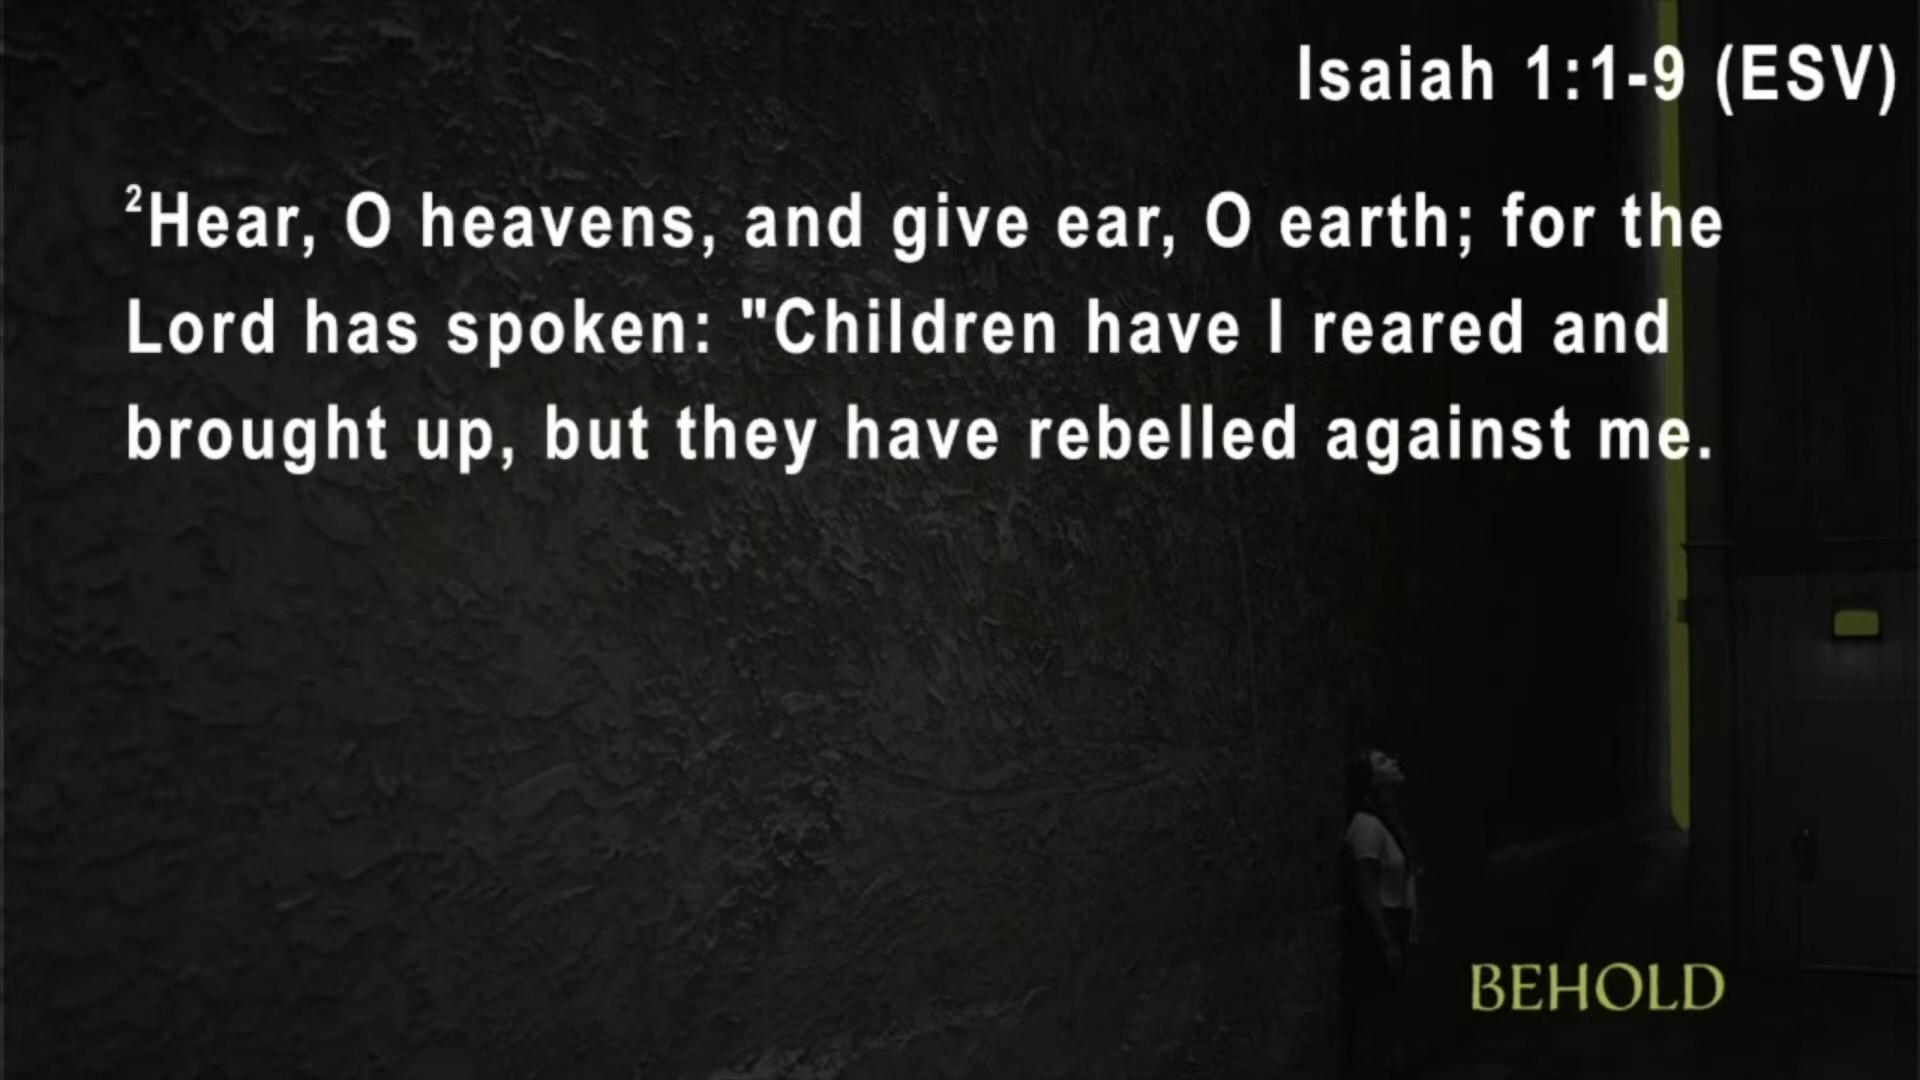 Isaiah 1:1-9 (ESV)
²Hear, O heavens, and give ear, O earth; for the
Lord has spoken: "Children have I reared and
brought up, but they have rebelled against me.
BEHOLD